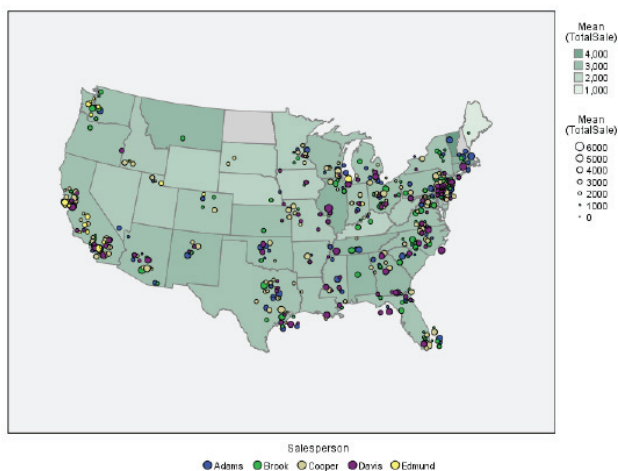 Mean
(TotalSale)
4,000
3,000
2,000
1,000
Mean
(TotalSale)
6000
5000
4000
3000
2000
1000
0
Salesperson
Adams Brook Cooper Davis Edmund